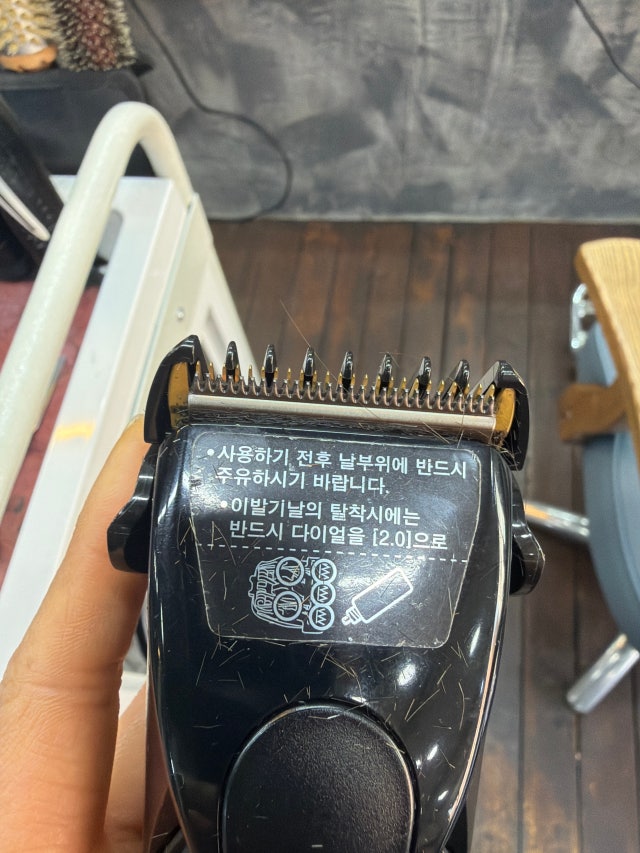 •사용하기 전후 날부위에 반드시
주유하시기 바랍니다.
•이발기날의 탈착시에는
반드시 다이얼을 [2.0]으로